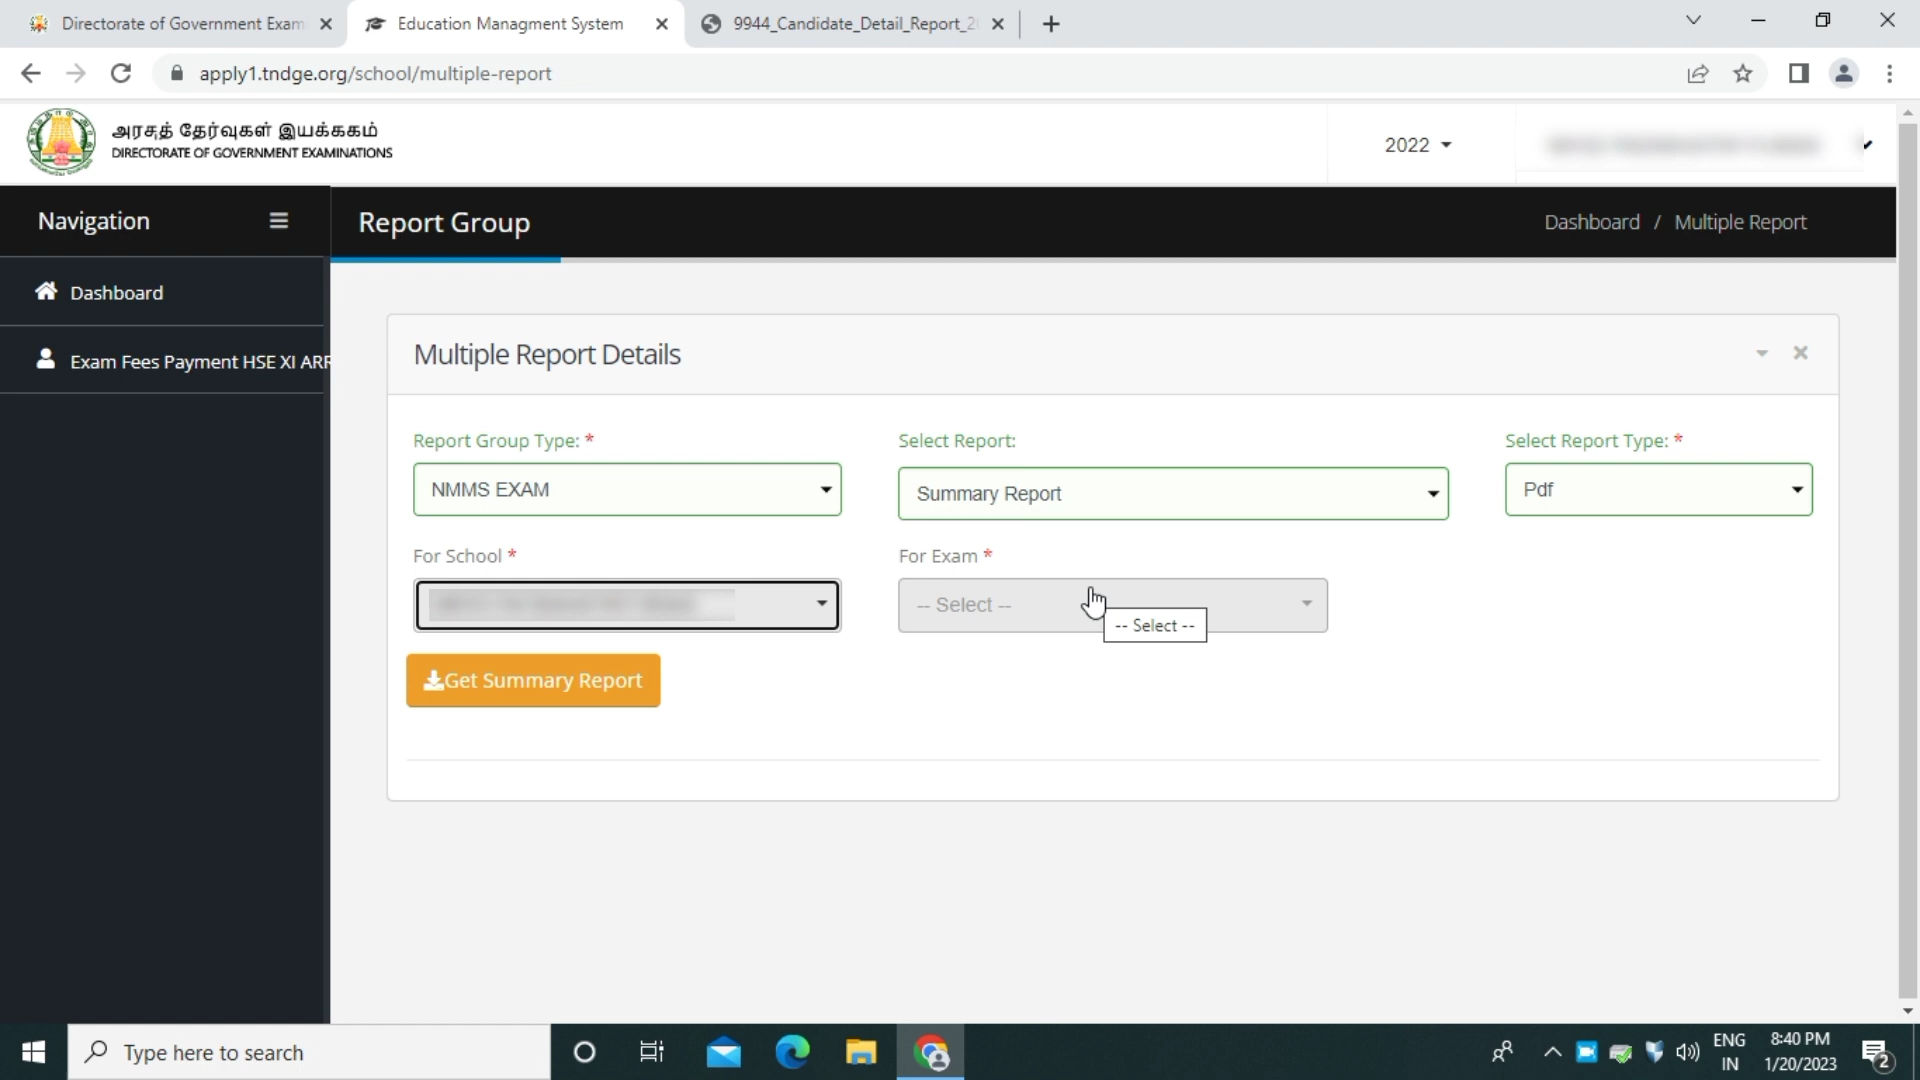 Directorate of Government Exam
Education Managment System
9944_Candidate_Detail_Report_2
apply1.tndge.org/school/multiple-report
அரசுத் தேர்வுகள் இயக்ககம்
DIRECTORATE OF GOVERNMENT EXAMINATIONS
2022
Navigation
Report Group
Dashboard / Multiple Report
Dashboard
Exam Fees Payment HSE XI ARR
Multiple Report Details
Report Group Type: *
Select Report:
Select Report Type: *
NMMS EXAM
Summary Report
Pdf
For School *
For Exam *
-- Select --
-- Select --
Get Summary Report
Type here to search
ENG
IN
8:40 PM
1/20/2023
2